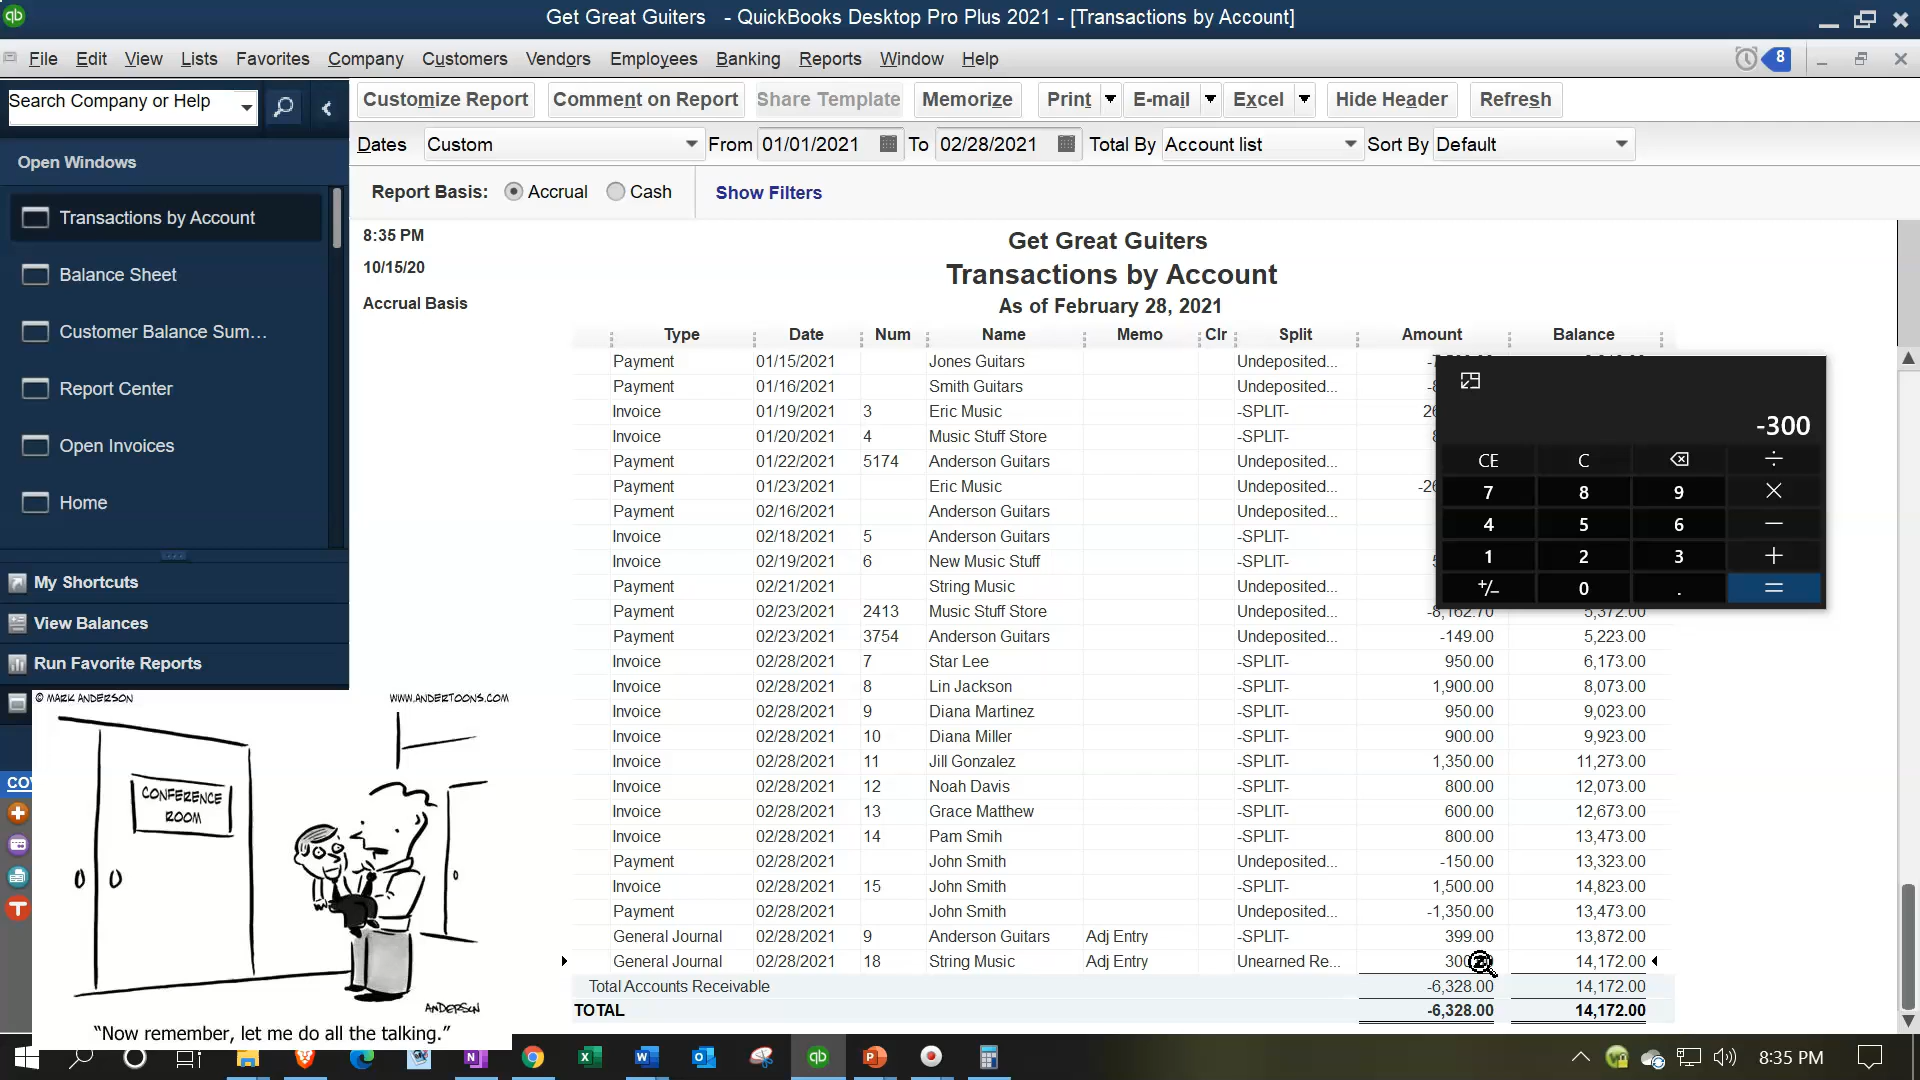 Get Great Guiters - QuickBooks Desktop Pro Plus 2021 - [Transactions by Account]
File Edit View Lists Favorites Company Customers Vendors Employees Banking Reports Window Help 8
Search Company or Help
Customize Report Comment on Report Share Template Memorize Print E-mail Excel Hide Header Refresh
Dates Custom From 01/01/2021 To 02/28/2021 Total By Account list Sort By Default
Report Basis: Accrual Cash Show Filters
Open Windows
Transactions by Account
Balance Sheet
Customer Balance Sum...
Report Center
Open Invoices
Home
My Shortcuts
View Balances
Run Favorite Reports
8:35 PM
10/15/20
Accrual Basis
Get Great Guiters
Transactions by Account
As of February 28, 2021
Type Date Num Name Memo Clr Split Amount Balance
Payment 01/15/2021 Jones Guitars Undeposited...
Payment 01/16/2021 Smith Guitars Undeposited...
Invoice 01/19/2021 3 Eric Music -SPLIT-
Invoice 01/20/2021 4 Music Stuff Store -SPLIT-
Payment 01/22/2021 5174 Anderson Guitars Undeposited...
Payment 01/23/2021 Eric Music Undeposited...
Payment 02/16/2021 Anderson Guitars Undeposited...
Invoice 02/18/2021 5 Anderson Guitars -SPLIT-
Invoice 02/19/2021 6 New Music Stuff -SPLIT-
Payment 02/21/2021 String Music Undeposited...
Payment 02/23/2021 2413 Music Stuff Store Undeposited... -8,162.70 5,372.00
Payment 02/23/2021 3754 Anderson Guitars Undeposited... -149.00 5,223.00
Invoice 02/28/2021 7 Star Lee -SPLIT- 950.00 6,173.00
Invoice 02/28/2021 8 Lin Jackson -SPLIT- 1,900.00 8,073.00
Invoice 02/28/2021 9 Diana Martinez -SPLIT- 950.00 9,023.00
Invoice 02/28/2021 10 Diana Miller -SPLIT- 900.00 9,923.00
Invoice 02/28/2021 11 Jill Gonzalez -SPLIT- 1,350.00 11,273.00
Invoice 02/28/2021 12 Noah Davis -SPLIT- 800.00 12,073.00
Invoice 02/28/2021 13 Grace Matthew -SPLIT- 600.00 12,673.00
Invoice 02/28/2021 14 Pam Smih -SPLIT- 800.00 13,473.00
Payment 02/28/2021 John Smith Undeposited... -150.00 13,323.00
Invoice 02/28/2021 15 John Smith -SPLIT- 1,500.00 14,823.00
Payment 02/28/2021 John Smith Undeposited... -1,350.00 13,473.00
General Journal 02/28/2021 9 Anderson Guitars Adj Entry -SPLIT- 399.00 13,872.00
General Journal 02/28/2021 18 String Music Adj Entry Unearned Re... 14,172.00
Total Accounts Receivable -6,328.00 14,172.00
TOTAL -6,328.00 14,172.00
-300
CE C ÷
7 8 9 ×
4 5 6 −
1 2 3 +
+/− 0 . =
© MARK ANDERSON WWW.ANDERTOONS.COM
CONFERENCE
ROOM
ANDERSON
"Now remember, let me do all the talking."
8:35 PM